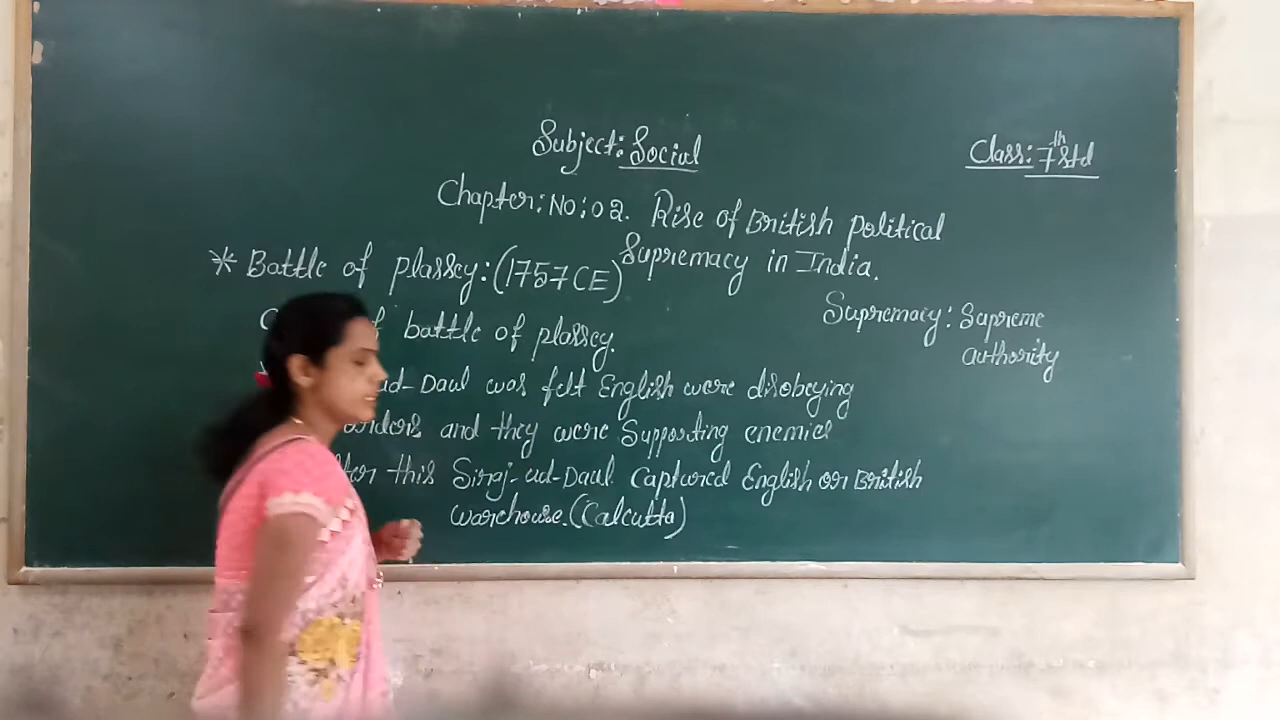 Subject: Social
Class: 7th Std
Chapter: No: 02. Rise of British political
Supremacy in India.
* Battle of plassey: (1757 CE)
Supremacy: Supreme
authority
battle of plassey.
ud-Daul was felt English were disobeying
orders and they were Supporting enemies
this Siraj-ud-Daul Captured English or British
warehouse. (Calcutta)